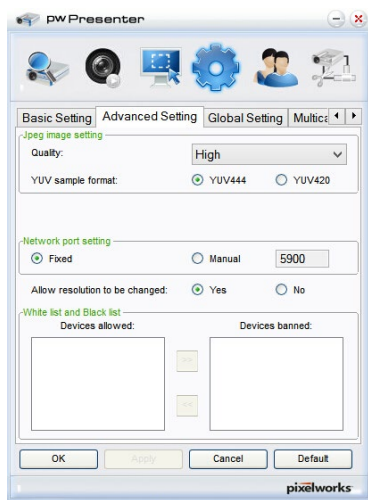 pwPresenter
Basic Setting Advanced Setting Global Setting Multica
Jpeg image setting
Quality: High
YUV sample format: YUV444 YUV420
Network port setting
Fixed Manual 5900
Allow resolution to be changed: Yes No
White list and Black list
Devices allowed: Devices banned:
>>
<<
OK Apply Cancel Default
pixelworks